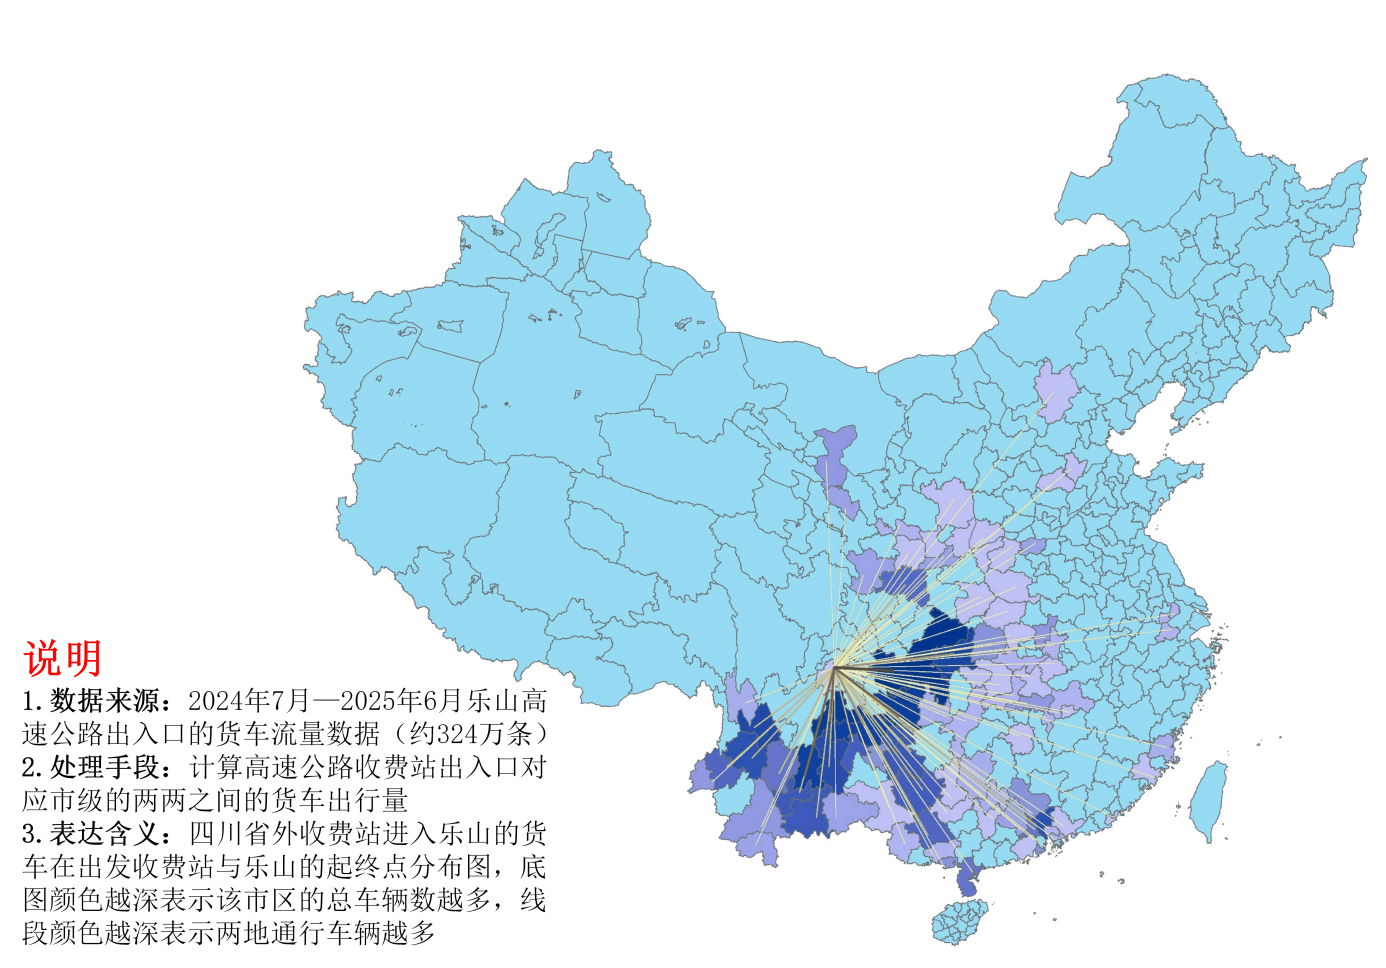 说明
1.数据来源：2024年7月—2025年6月乐山高
速公路出入口的货车流量数据（约324万条）
2.处理手段：计算高速公路收费站出入口对
应市级的两两之间的货车出行量
3.表达含义：四川省外收费站进入乐山的货
车在出发收费站与乐山的起终点分布图，底
图颜色越深表示该市区的总车辆数越多，线
段颜色越深表示两地通行车辆越多